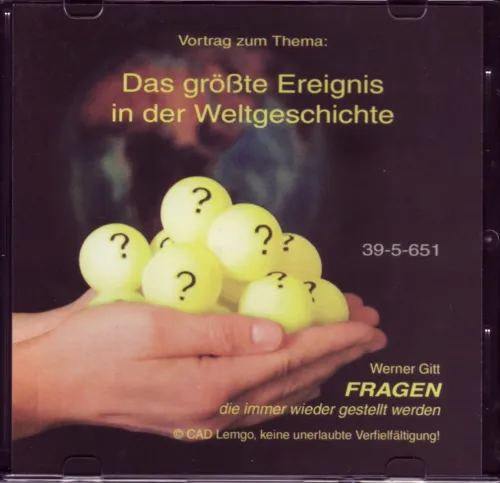 Vortrag zum Thema:
Das größte Ereignis
in der Weltgeschichte
?
?
?
?
?
?
?
39-5-651
Werner Gitt
FRAGEN
die immer wieder gestellt werden
© CAD Lemgo, keine unerlaubte Verfielfältigung!